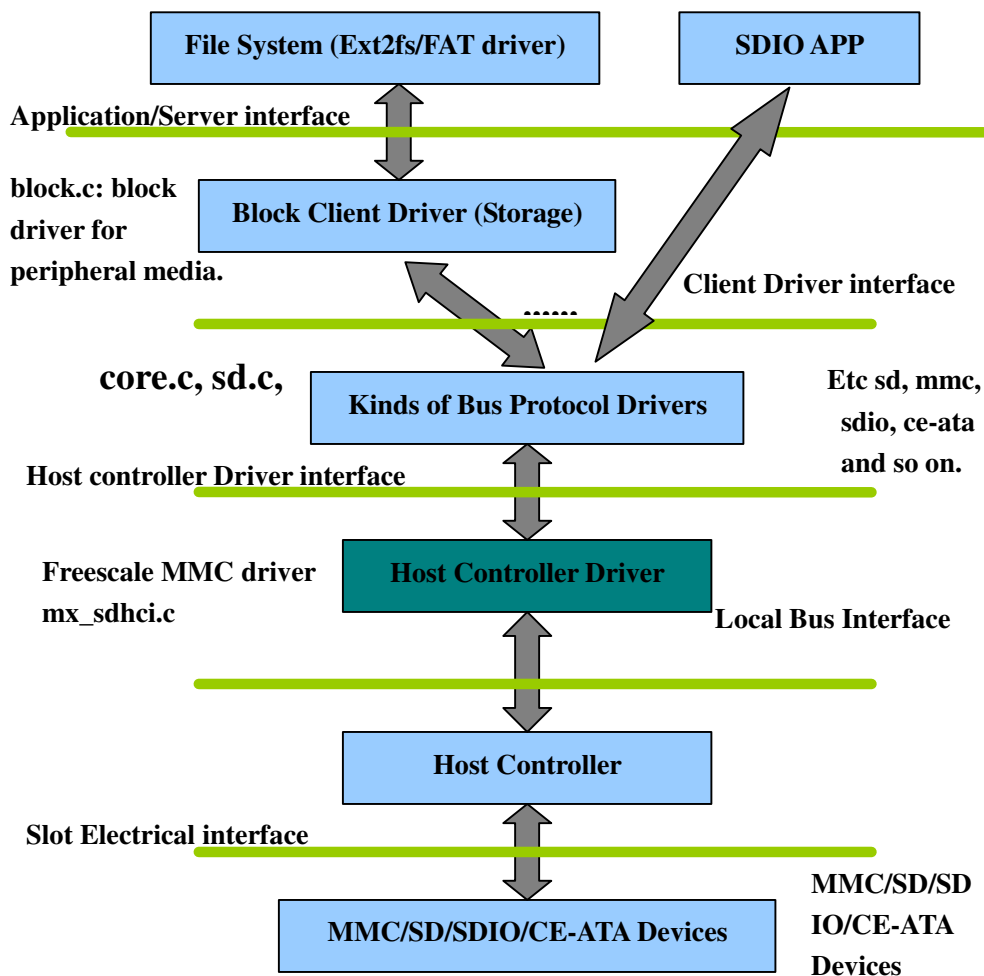 File System (Ext2fs/FAT driver)
SDIO APP
Application/Server interface
block.c: block
driver for
peripheral media.
Block Client Driver (Storage)
Client Driver interface
......
core.c, sd.c,
Kinds of Bus Protocol Drivers
Etc sd, mmc,
sdio, ce-ata
and so on.
Host controller Driver interface
Freescale MMC driver
mx_sdhci.c
Host Controller Driver
Local Bus Interface
Host Controller
Slot Electrical interface
MMC/SD/SDIO/CE-ATA Devices
MMC/SD/SD
IO/CE-ATA
Devices